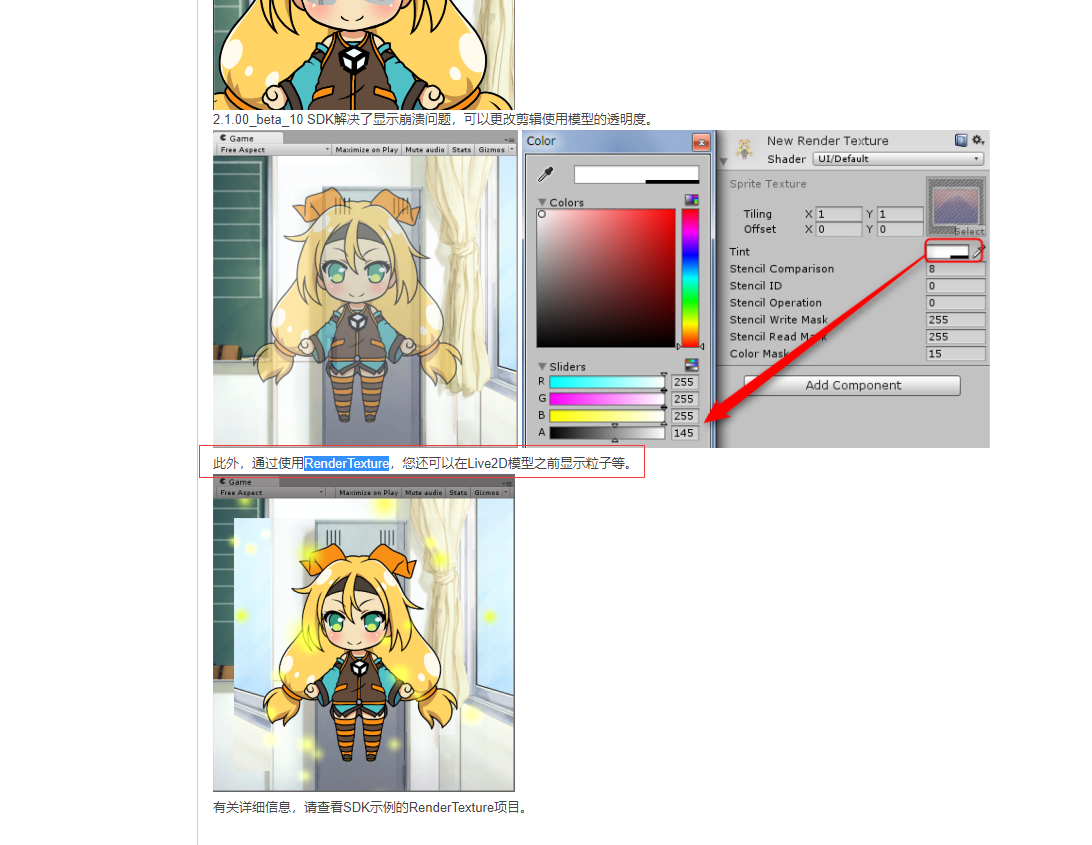 2.1.00_beta_10 SDK解决了显示崩溃问题，可以更改剪辑使用模型的透明度。
Game
Free Aspect
Maximize on Play
Mute audio
Stats
Gizmos
Color
Colors
Sliders
R 255
G 255
B 255
A 145
New Render Texture
Shader UI/Default
Sprite Texture
Tiling X 1 Y 1
Offset X 0 Y 0
Select
Tint
Stencil Comparison 8
Stencil ID 0
Stencil Operation 0
Stencil Write Mask 255
Stencil Read Mask 255
Color Mask 15
Add Component
此外，通过使用RenderTexture，您还可以在Live2D模型之前显示粒子等。
Game
Free Aspect
Maximize on Play
Mute audio
Stats
Gizmos
有关详细信息，请查看SDK示例的RenderTexture项目。